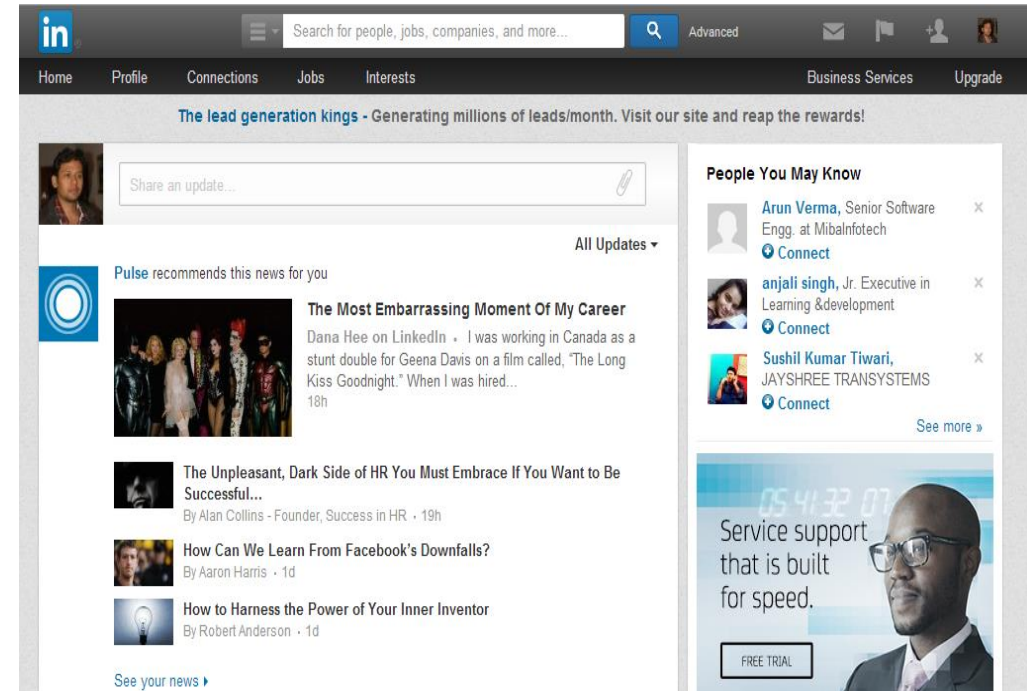 in
Search for people, jobs, companies, and more...
Advanced
Home Profile Connections Jobs Interests Business Services Upgrade
The lead generation kings - Generating millions of leads/month. Visit our site and reap the rewards!
Share an update...
All Updates
Pulse recommends this news for you
The Most Embarrassing Moment Of My Career
Dana Hee on LinkedIn • I was working in Canada as a
stunt double for Geena Davis on a film called, "The Long
Kiss Goodnight." When I was hired...
18h
The Unpleasant, Dark Side of HR You Must Embrace If You Want to Be
Successful...
By Alan Collins - Founder, Success in HR • 19h
How Can We Learn From Facebook's Downfalls?
By Aaron Harris • 1d
How to Harness the Power of Your Inner Inventor
By Robert Anderson • 1d
See your news
People You May Know
Arun Verma, Senior Software
Engg. at MibaInfotech
Connect
anjali singh, Jr. Executive in
Learning &development
Connect
Sushil Kumar Tiwari,
JAYSHREE TRANSYSTEMS
Connect
See more »
05 41 32 07
Service support
that is built
for speed.
FREE TRIAL